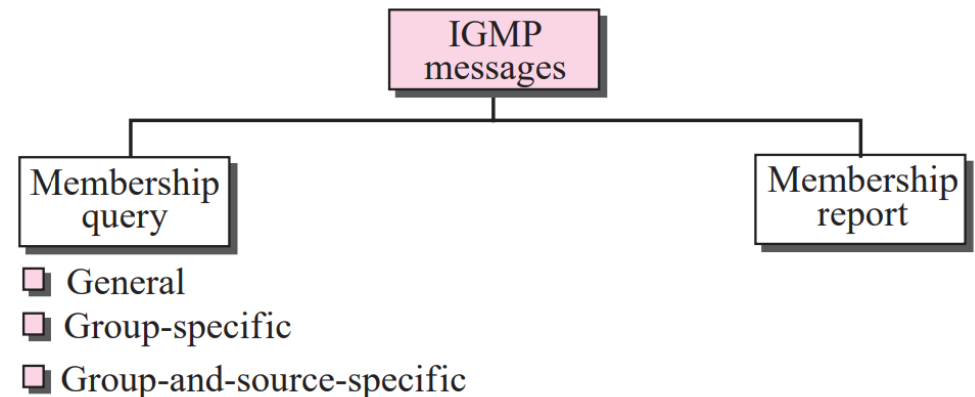 IGMP
messages
Membership
query
Membership
report
General
Group-specific
Group-and-source-specific